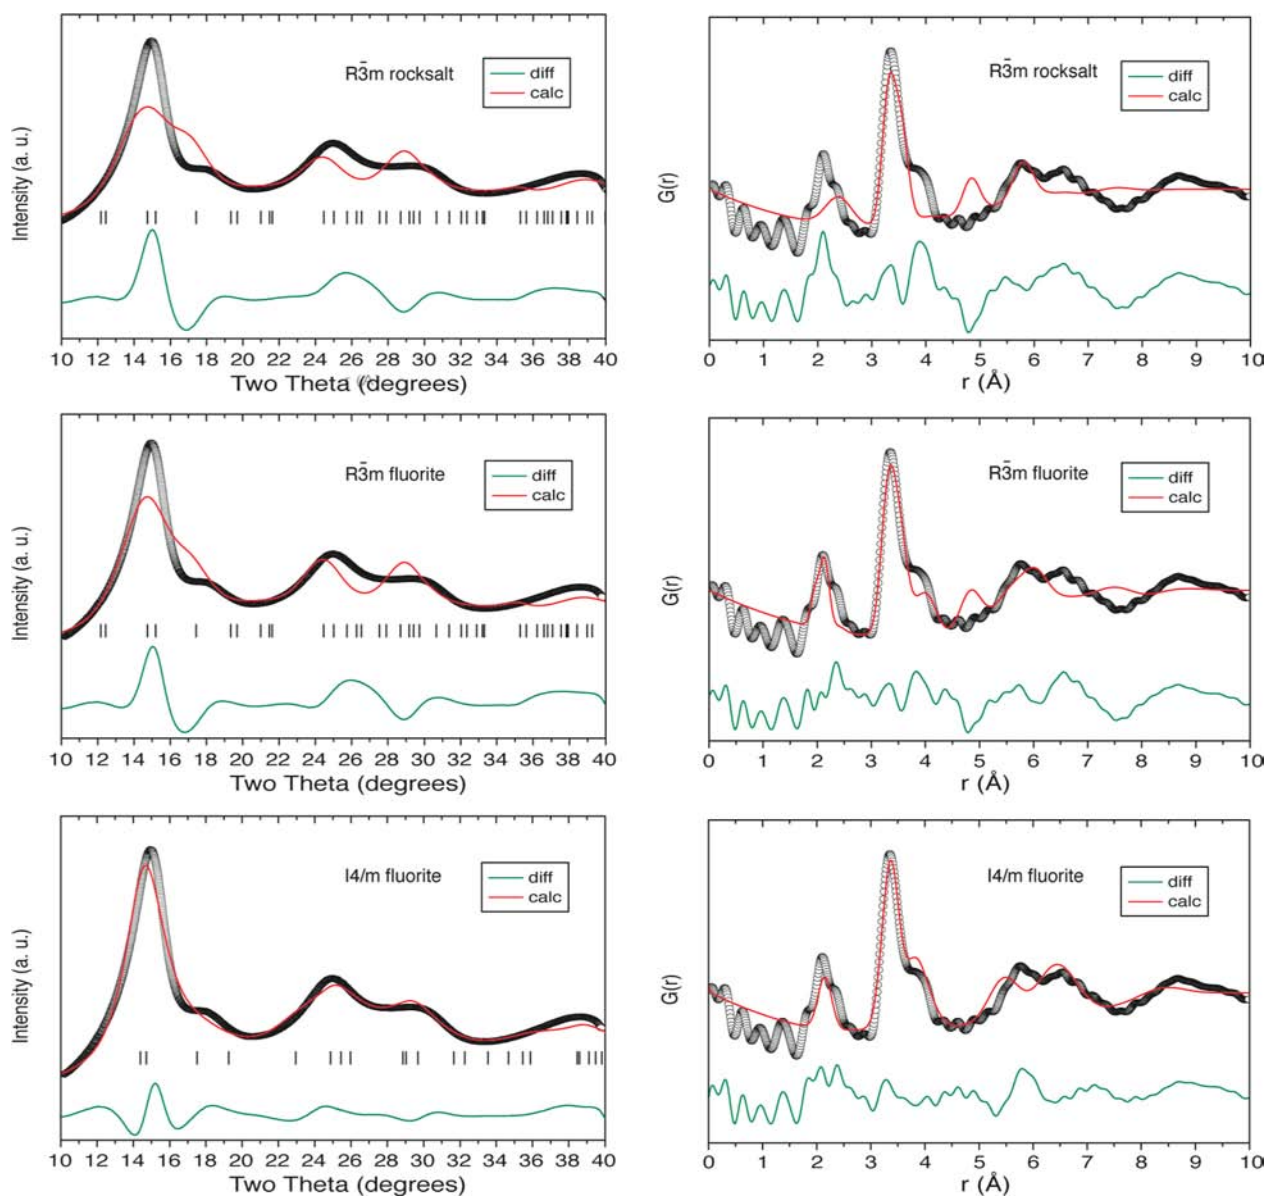 R3̄m rocksalt
diff
calc
Intensity (a. u.)
10 12 14 16 18 20 22 24 26 28 30 32 34 36 38 40
Two Theta (degrees)
R3̄m rocksalt
diff
calc
G(r)
0 1 2 3 4 5 6 7 8 9 10
r (Å)
R3̄m fluorite
diff
calc
Intensity (a. u.)
10 12 14 16 18 20 22 24 26 28 30 32 34 36 38 40
Two Theta (degrees)
R3̄m fluorite
diff
calc
G(r)
0 1 2 3 4 5 6 7 8 9 10
r (Å)
I4/m fluorite
diff
calc
Intensity (a. u.)
10 12 14 16 18 20 22 24 26 28 30 32 34 36 38 40
Two Theta (degrees)
I4/m fluorite
diff
calc
G(r)
0 1 2 3 4 5 6 7 8 9 10
r (Å)